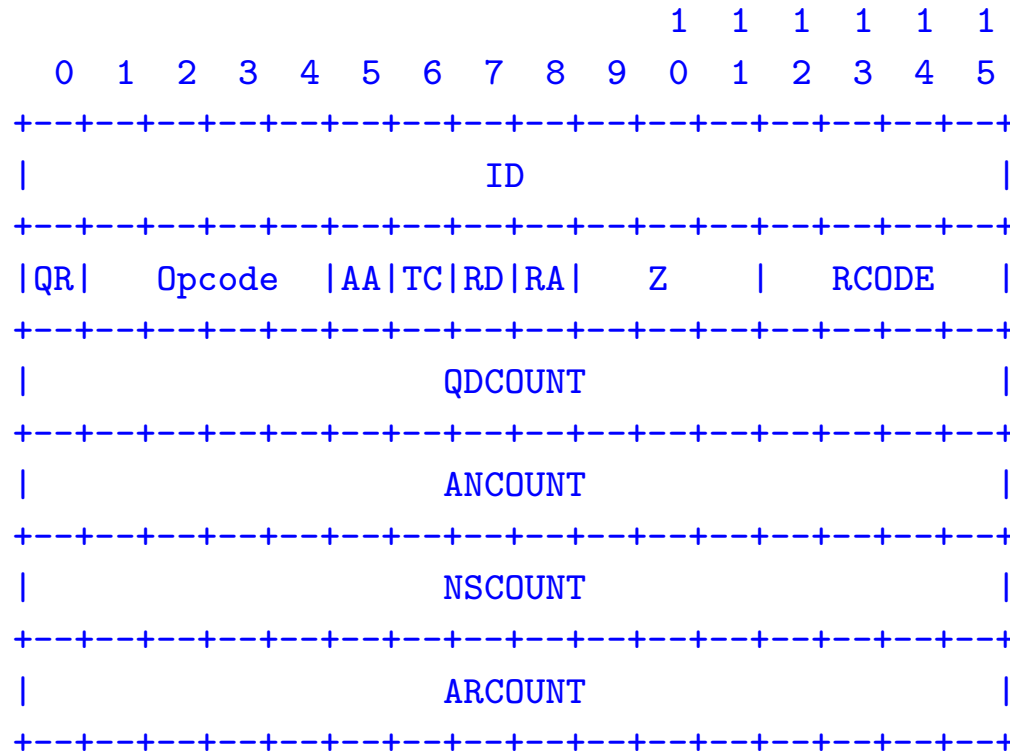 1  1  1  1  1  1
  0  1  2  3  4  5  6  7  8  9  0  1  2  3  4  5
+--+--+--+--+--+--+--+--+--+--+--+--+--+--+--+--+
|                      ID                       |
+--+--+--+--+--+--+--+--+--+--+--+--+--+--+--+--+
|QR|   Opcode  |AA|TC|RD|RA|   Z    |   RCODE   |
+--+--+--+--+--+--+--+--+--+--+--+--+--+--+--+--+
|                    QDCOUNT                    |
+--+--+--+--+--+--+--+--+--+--+--+--+--+--+--+--+
|                    ANCOUNT                    |
+--+--+--+--+--+--+--+--+--+--+--+--+--+--+--+--+
|                    NSCOUNT                    |
+--+--+--+--+--+--+--+--+--+--+--+--+--+--+--+--+
|                    ARCOUNT                    |
+--+--+--+--+--+--+--+--+--+--+--+--+--+--+--+--+